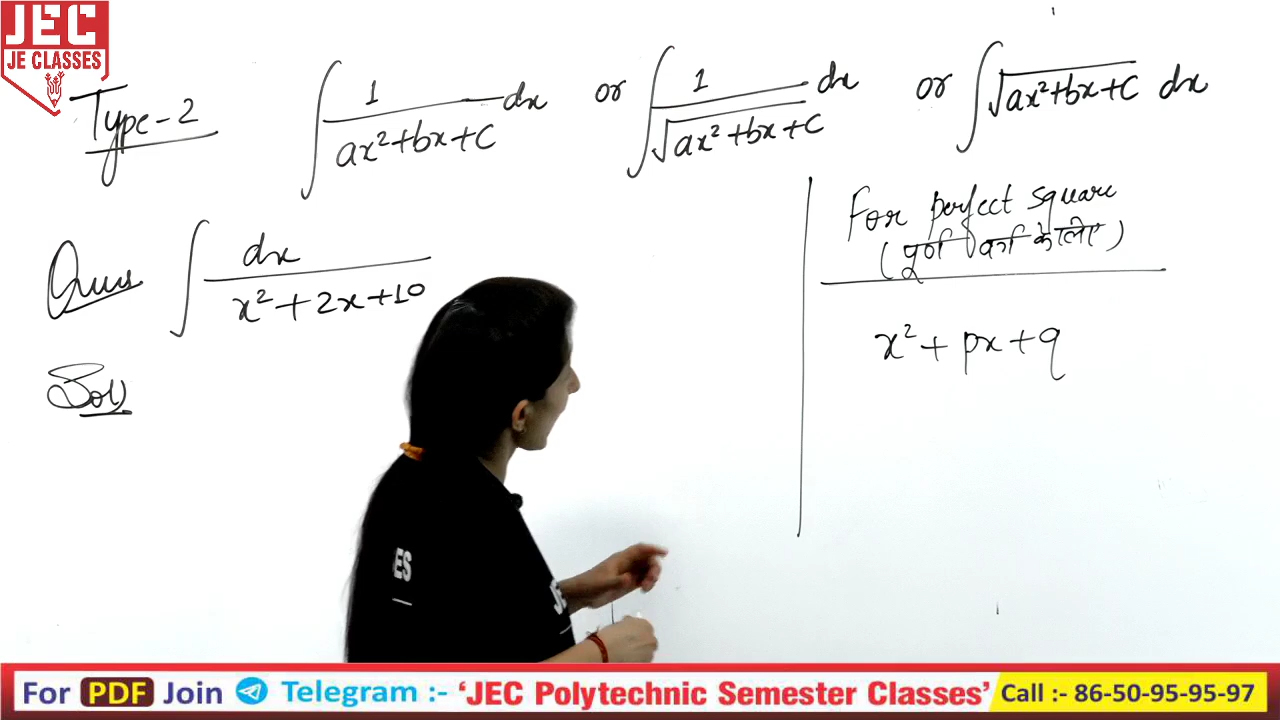 JEC
JE CLASSES
Type-2 ∫ 1/(ax²+bx+c) dx or ∫ 1/√(ax²+bx+c) dx or ∫ √(ax²+bx+c) dx
For perfect square
(पूर्ण वर्ग के लिए)
Ques ∫ dx/(x²+2x+10)
x²+px+q
Sol)
ES
JE
For PDF Join Telegram :- ‘JEC Polytechnic Semester Classes’ Call :- 86-50-95-95-97